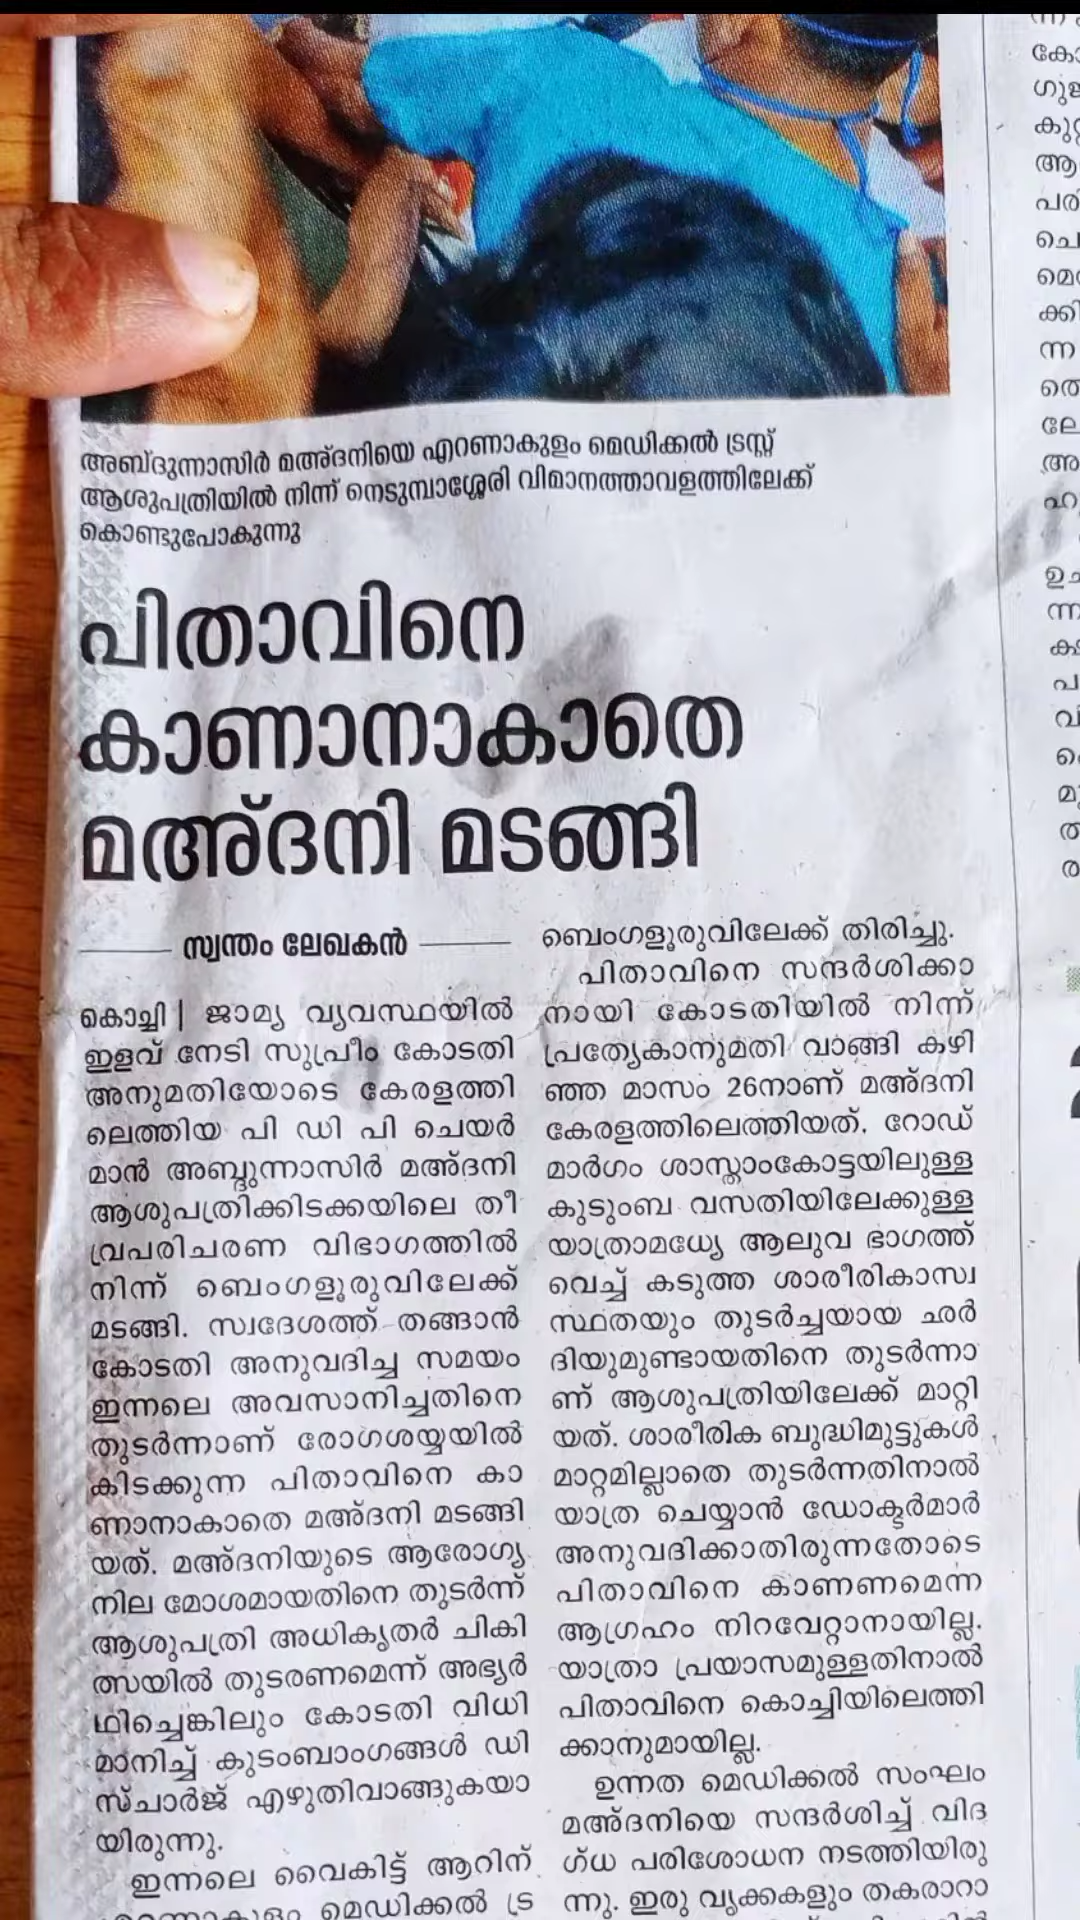 അബ്ദുന്നാസിർ മഅ്ദനിയെ എറണാകുളം മെഡിക്കൽ ട്രസ്റ്റ്
ആശുപത്രിയിൽ നിന്ന് നെടുമ്പാശ്ശേരി വിമാനത്താവളത്തിലേക്ക്
കൊണ്ടുപോകുന്നു
പിതാവിനെ
കാണാനാകാതെ
മഅ്ദനി മടങ്ങി
സ്വന്തം ലേഖകൻ
കൊച്ചി | ജാമ്യ വ്യവസ്ഥയിൽ
ഇളവ് നേടി സുപ്രീം കോടതി
അനുമതിയോടെ കേരളത്തി
ലെത്തിയ പി ഡി പി ചെയർ
മാൻ അബ്ദുന്നാസിർ മഅ്ദനി
ആശുപത്രിക്കിടക്കയിലെ തീ
വ്രപരിചരണ വിഭാഗത്തിൽ
നിന്ന് ബെംഗളൂരുവിലേക്ക്
മടങ്ങി. സ്വദേശത്ത് തങ്ങാൻ
കോടതി അനുവദിച്ച സമയം
ഇന്നലെ അവസാനിച്ചതിനെ
തുടർന്നാണ് രോഗശയ്യയിൽ
കിടക്കുന്ന പിതാവിനെ കാ
ണാനാകാതെ മഅ്ദനി മടങ്ങി
യത്. മഅ്ദനിയുടെ ആരോഗ്യ
നില മോശമായതിനെ തുടർന്ന്
ആശുപത്രി അധികൃതർ ചികി
ത്സയിൽ തുടരണമെന്ന് അഭ്യർ
ഥിച്ചെങ്കിലും കോടതി വിധി
മാനിച്ച് കുടംബാംഗങ്ങൾ ഡി
സ്ചാർജ് എഴുതിവാങ്ങുകയാ
യിരുന്നു.
ഇന്നലെ വൈകിട്ട് ആറിന്
എറണാകുളം മെഡിക്കൽ ട്ര
ബെംഗളൂരുവിലേക്ക് തിരിച്ചു.
പിതാവിനെ സന്ദർശിക്കാ
നായി കോടതിയിൽ നിന്ന്
പ്രത്യേകാനുമതി വാങ്ങി കഴി
ഞ്ഞ മാസം 26നാണ് മഅ്ദനി
കേരളത്തിലെത്തിയത്. റോഡ്
മാർഗം ശാസ്താംകോട്ടയിലുള്ള
കുടുംബ വസതിയിലേക്കുള്ള
യാത്രാമധ്യേ ആലുവ ഭാഗത്ത്
വെച്ച് കടുത്ത ശാരീരികാസ്വ
സ്ഥതയും തുടർച്ചയായ ഛർ
ദിയുമുണ്ടായതിനെ തുടർന്നാ
ണ് ആശുപത്രിയിലേക്ക് മാറ്റി
യത്. ശാരീരിക ബുദ്ധിമുട്ടുകൾ
മാറ്റമില്ലാതെ തുടർന്നതിനാൽ
യാത്ര ചെയ്യാൻ ഡോക്ടർമാർ
അനുവദിക്കാതിരുന്നതോടെ
പിതാവിനെ കാണണമെന്ന
ആഗ്രഹം നിറവേറ്റാനായില്ല.
യാത്രാ പ്രയാസമുള്ളതിനാൽ
പിതാവിനെ കൊച്ചിയിലെത്തി
ക്കാനുമായില്ല.
ഉന്നത മെഡിക്കൽ സംഘം
മഅ്ദനിയെ സന്ദർശിച്ച് വിദ
ഗ്ധ പരിശോധന നടത്തിയിരു
ന്നു. ഇരു വൃക്കകളും തകരാറാ